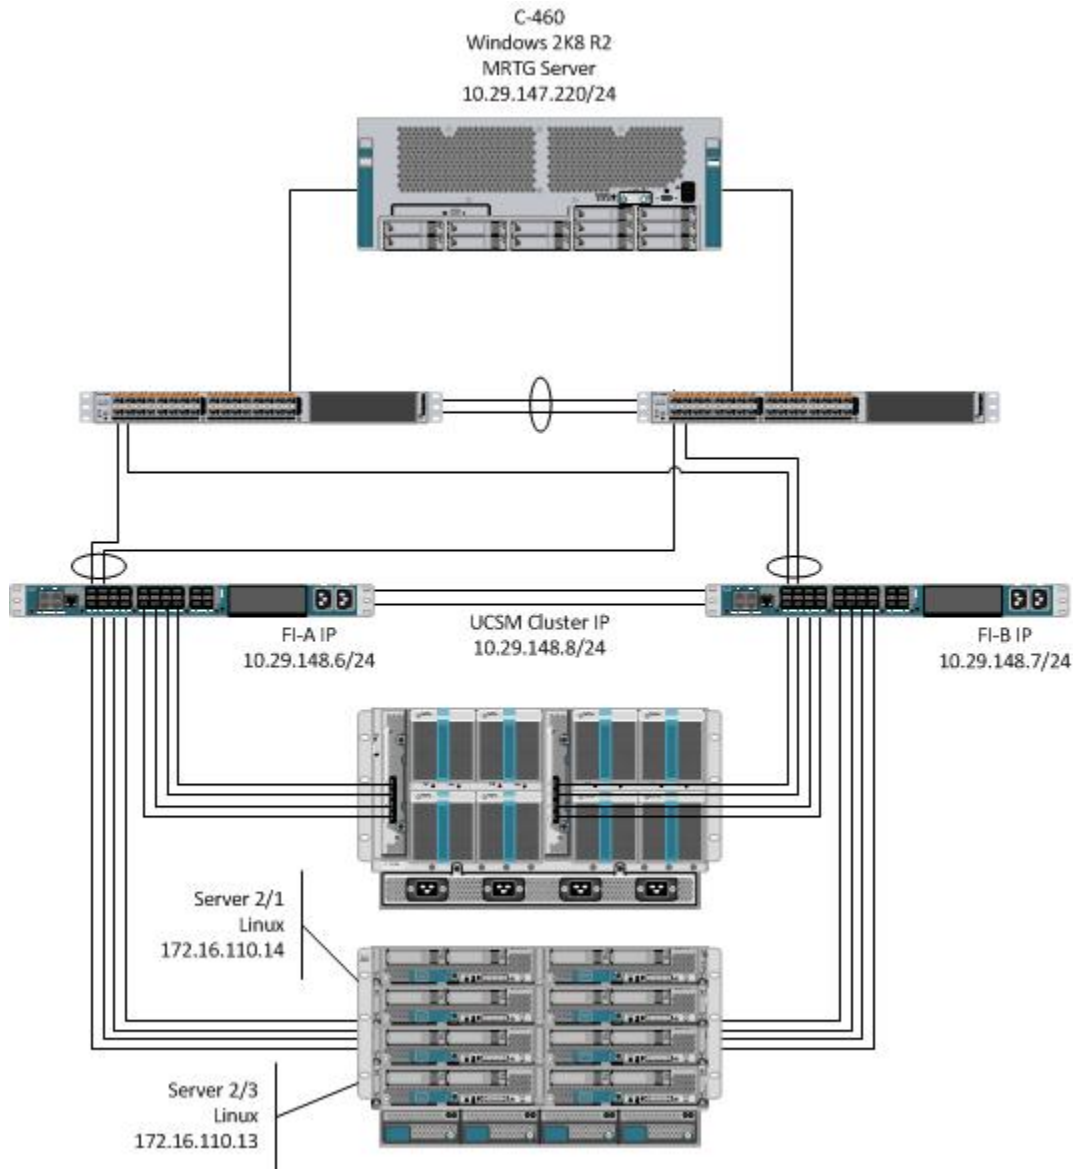 C-460
Windows 2K8 R2
MRTG Server
10.29.147.220/24
FI-A IP
10.29.148.6/24
UCSM Cluster IP
10.29.148.8/24
FI-B IP
10.29.148.7/24
Server 2/1
Linux
172.16.110.14
Server 2/3
Linux
172.16.110.13